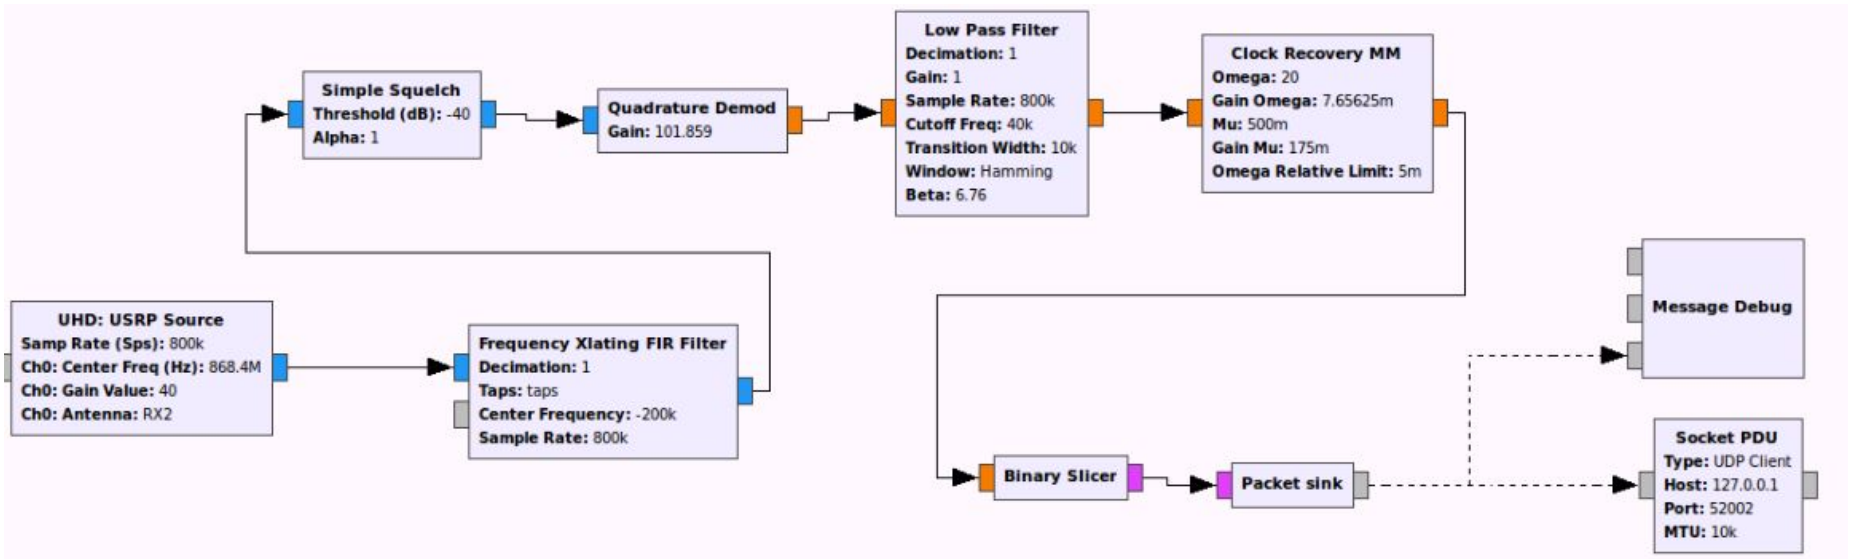 UHD: USRP Source
Samp Rate (Sps): 800k
Ch0: Center Freq (Hz): 868.4M
Ch0: Gain Value: 40
Ch0: Antenna: RX2
Frequency Xlating FIR Filter
Decimation: 1
Taps: taps
Center Frequency: -200k
Sample Rate: 800k
Simple Squelch
Threshold (dB): -40
Alpha: 1
Quadrature Demod
Gain: 101.859
Low Pass Filter
Decimation: 1
Gain: 1
Sample Rate: 800k
Cutoff Freq: 40k
Transition Width: 10k
Window: Hamming
Beta: 6.76
Clock Recovery MM
Omega: 20
Gain Omega: 7.65625m
Mu: 500m
Gain Mu: 175m
Omega Relative Limit: 5m
Binary Slicer
Packet sink
Message Debug
Socket PDU
Type: UDP Client
Host: 127.0.0.1
Port: 52002
MTU: 10k